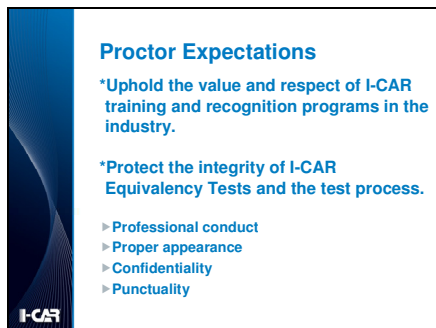 Proctor Expectations
*Uphold the value and respect of I-CAR
training and recognition programs in the
industry.
*Protect the integrity of I-CAR
Equivalency Tests and the test process.
▶Professional conduct
▶Proper appearance
▶Confidentiality
▶Punctuality
I-CAR